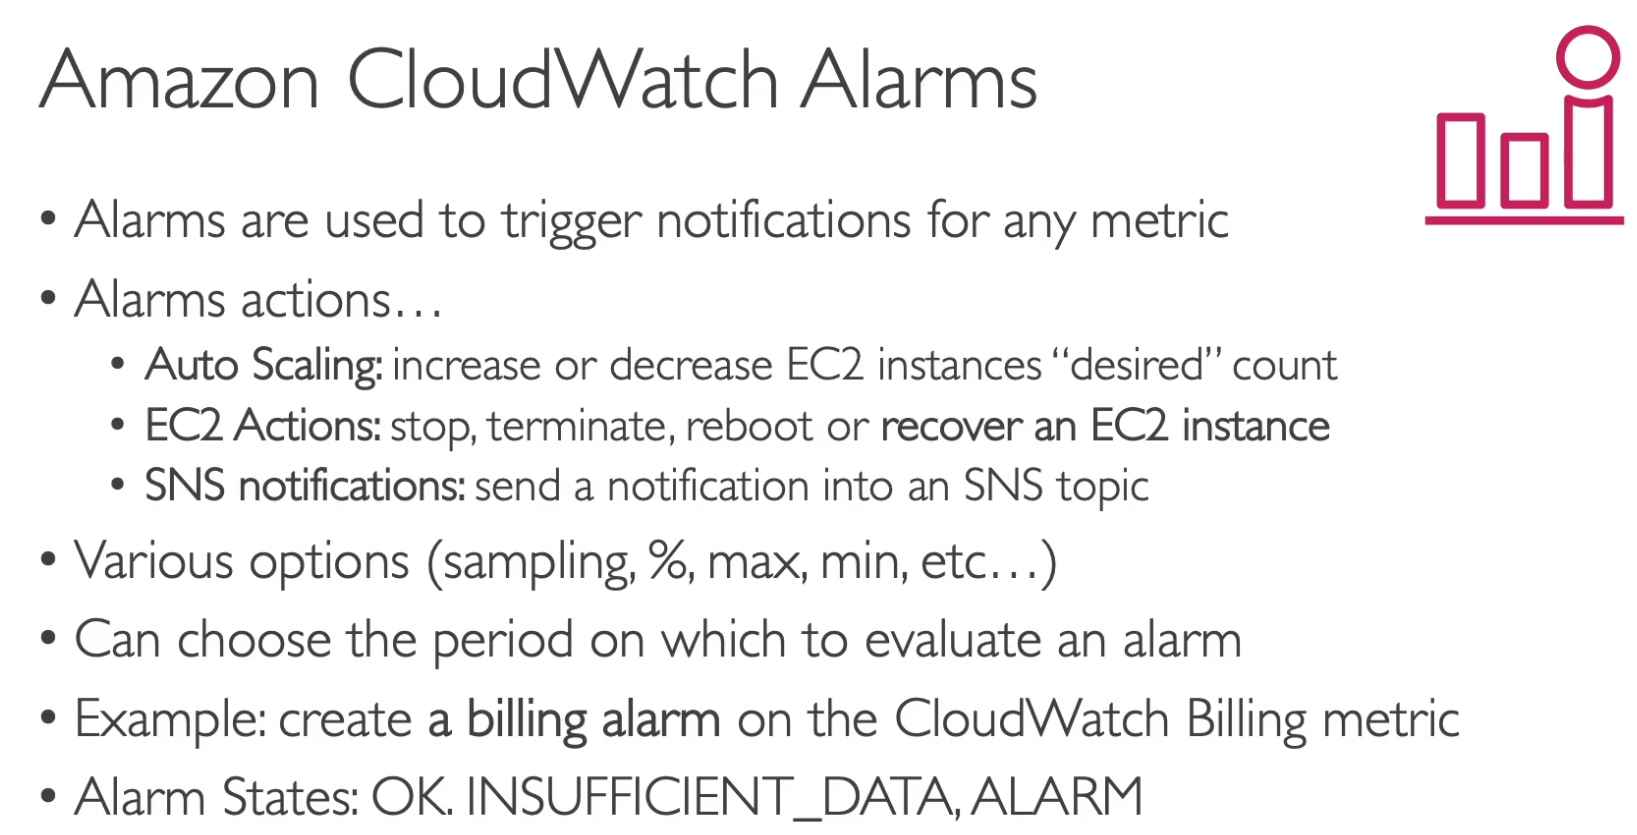 Amazon CloudWatch Alarms
• Alarms are used to trigger notifications for any metric
• Alarms actions…
• Auto Scaling: increase or decrease EC2 instances “desired” count
• EC2 Actions: stop, terminate, reboot or recover an EC2 instance
• SNS notifications: send a notification into an SNS topic
• Various options (sampling, %, max, min, etc…)
• Can choose the period on which to evaluate an alarm
• Example: create a billing alarm on the CloudWatch Billing metric
• Alarm States: OK. INSUFFICIENT_DATA, ALARM